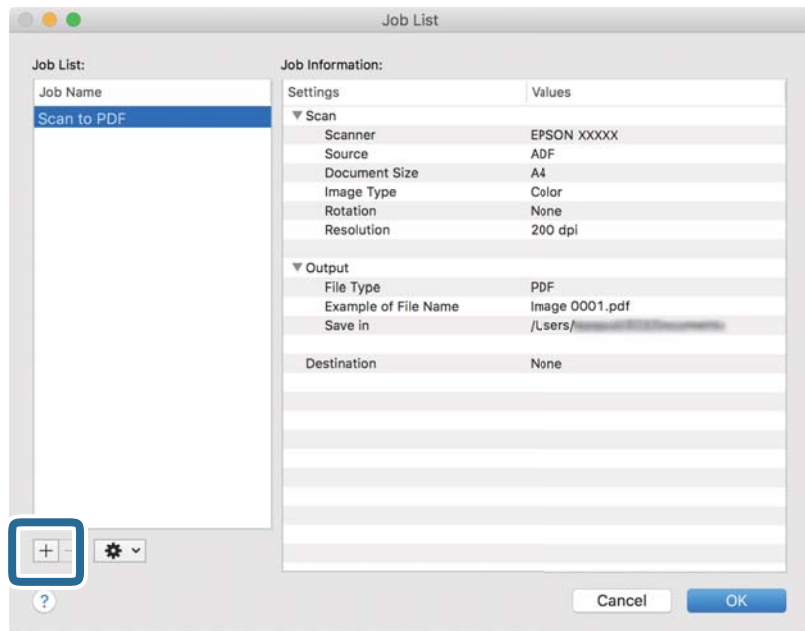 Job List
Job List:
Job Information:
Job Name
Settings Values
Scan to PDF
Scan
Scanner EPSON XXXXX
Source ADF
Document Size A4
Image Type Color
Rotation None
Resolution 200 dpi
Output
File Type PDF
Example of File Name Image 0001.pdf
Save in /Users/
Destination None
+ -
?
Cancel OK